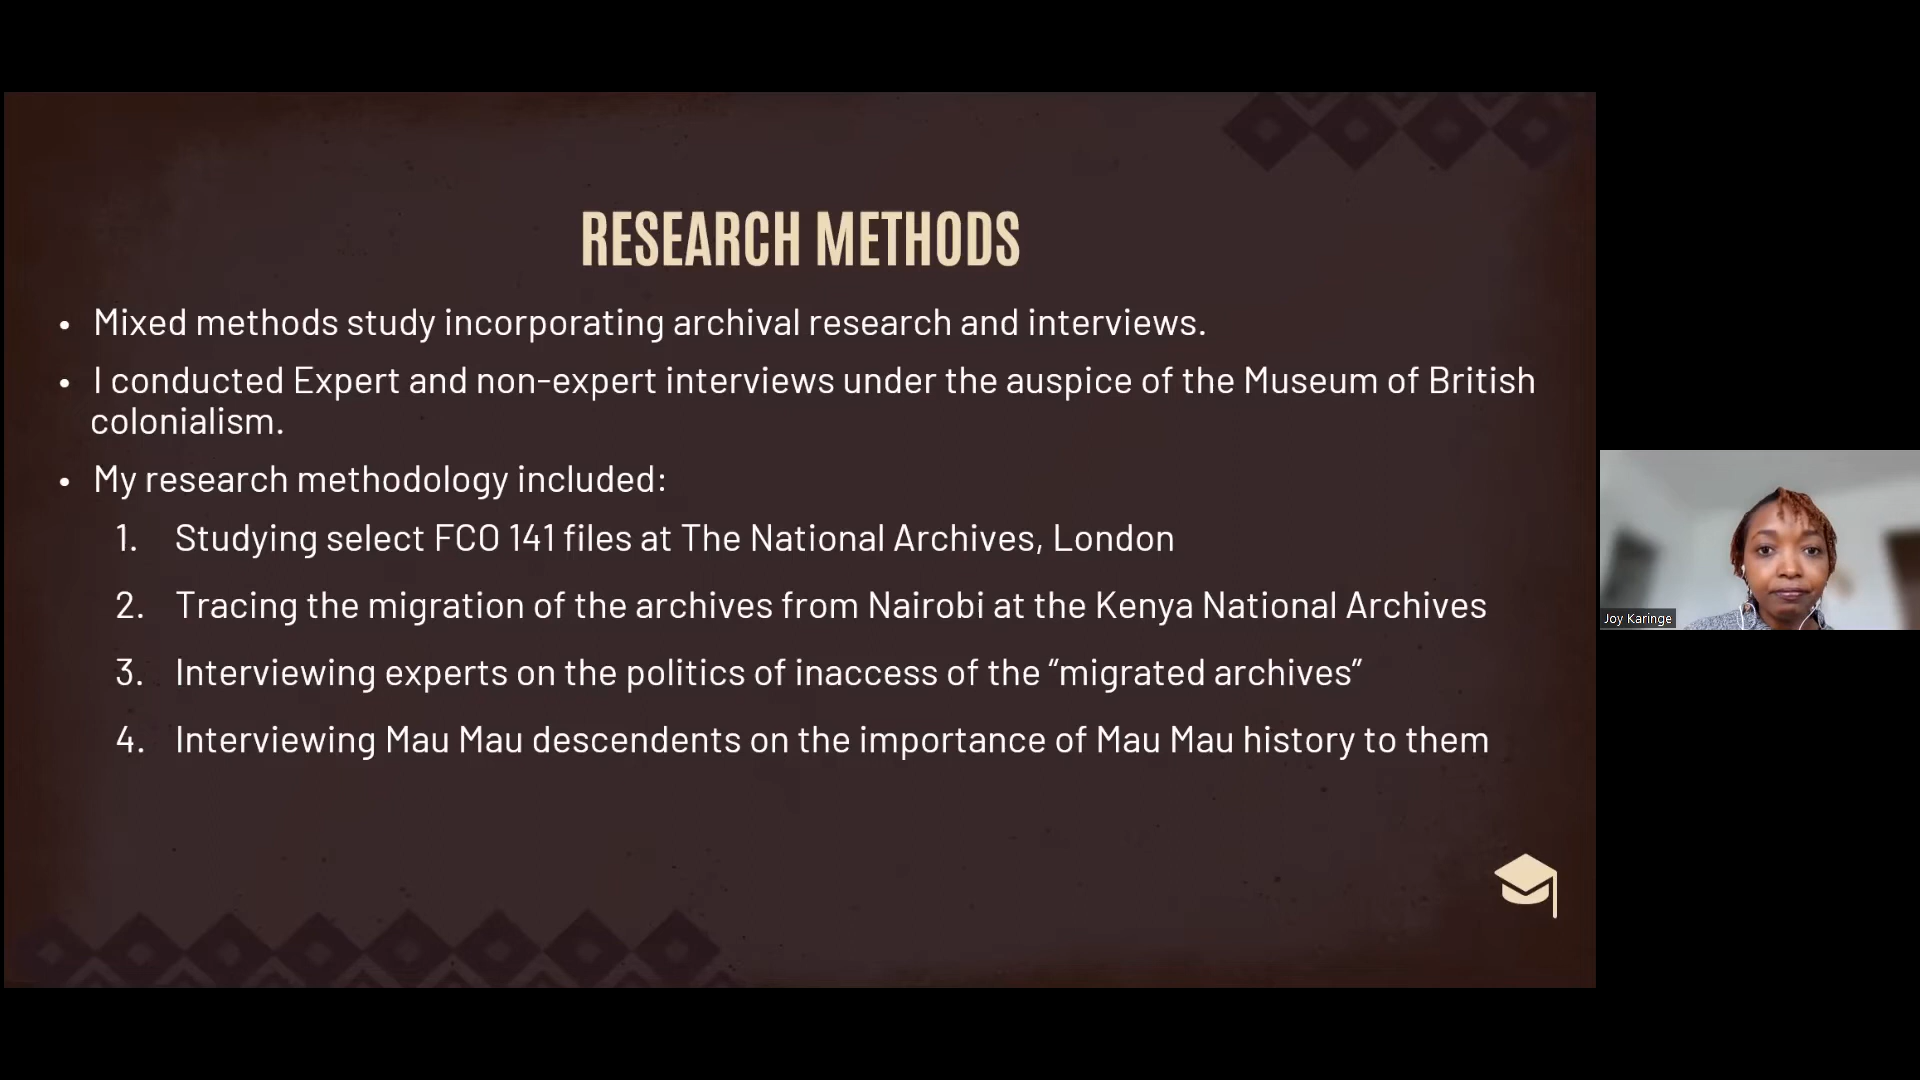 RESEARCH METHODS
• Mixed methods study incorporating archival research and interviews.
• I conducted Expert and non-expert interviews under the auspice of the Museum of British
colonialism.
• My research methodology included:
1. Studying select FCO 141 files at The National Archives, London
2. Tracing the migration of the archives from Nairobi at the Kenya National Archives
3. Interviewing experts on the politics of inaccess of the “migrated archives”
4. Interviewing Mau Mau descendents on the importance of Mau Mau history to them
Joy Karinge